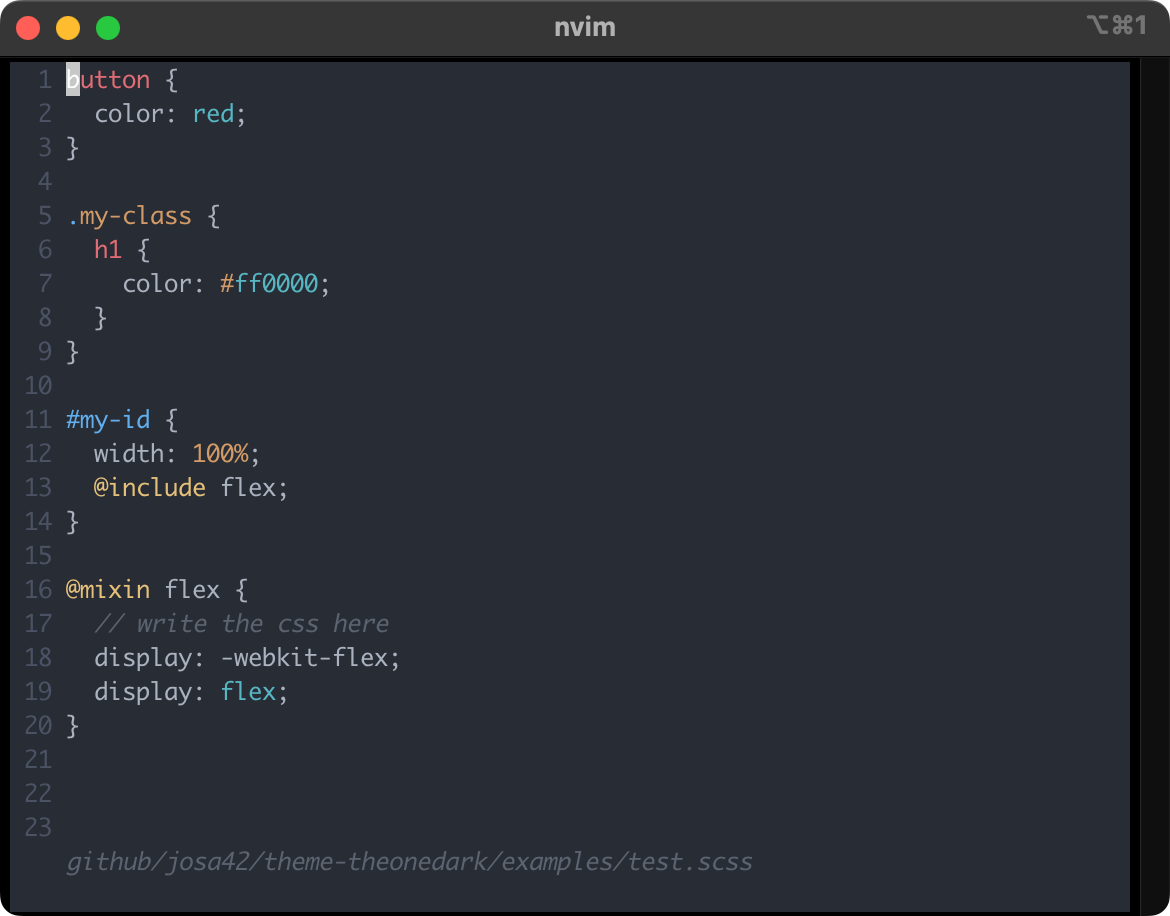 nvim ⌥⌘1
1 button {
2   color: red;
3 }
4
5 .my-class {
6   h1 {
7     color: #ff0000;
8   }
9 }
10
11 #my-id {
12   width: 100%;
13   @include flex;
14 }
15
16 @mixin flex {
17   // write the css here
18   display: -webkit-flex;
19   display: flex;
20 }
21
22
23
github/josa42/theme-theonedark/examples/test.scss